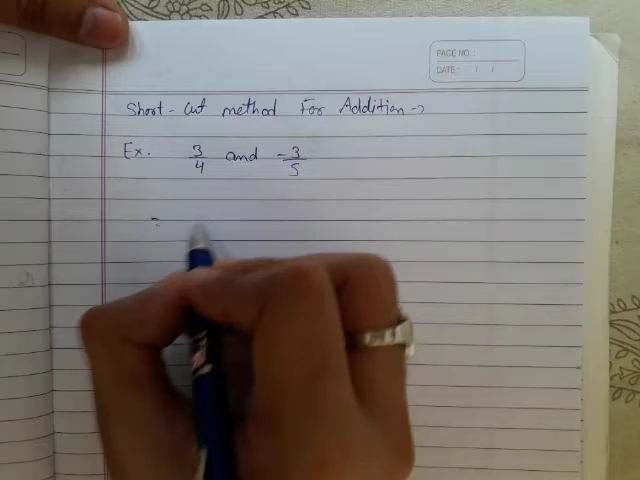 PAGE NO.:
DATE: / /
Short-cut method For Addition →
Ex. 3/4 and -3/5
=